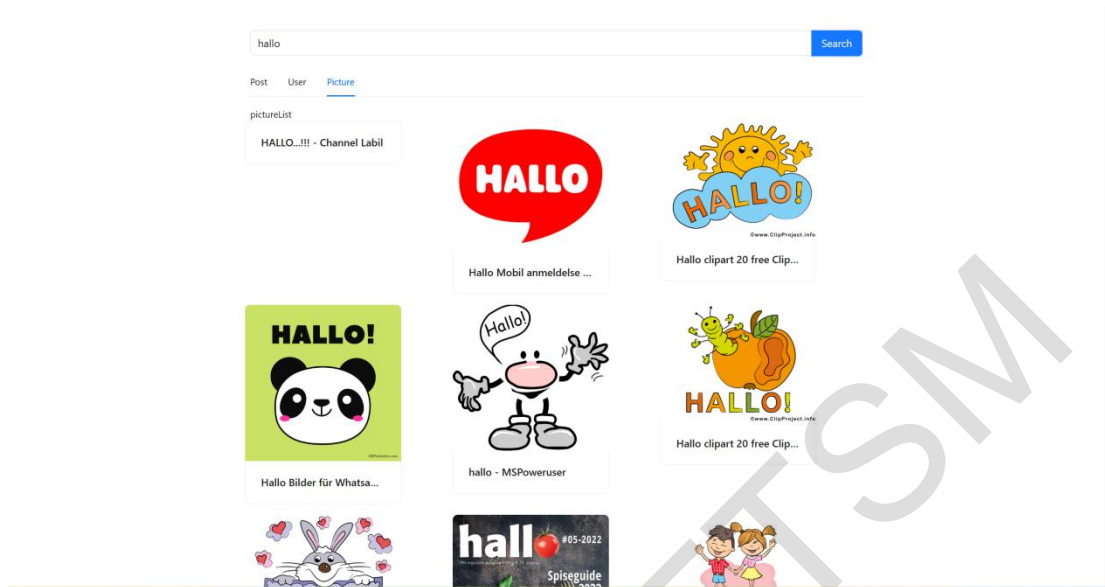 hallo
Search
Post User Picture
pictureList
HALLO...!!! - Channel Labil
HALLO
Hallo Mobil anmeldelse ...
HALLO!
©www.ClipProject.info
Hallo clipart 20 free Clip...
HALLO!
Hallo Bilder für Whatsa...
Hallo!
hallo - MSPoweruser
HALLO!
©www.ClipProject.info
Hallo clipart 20 free Clip...
hallo
#05-2022
Spiseguide
2022
TSM